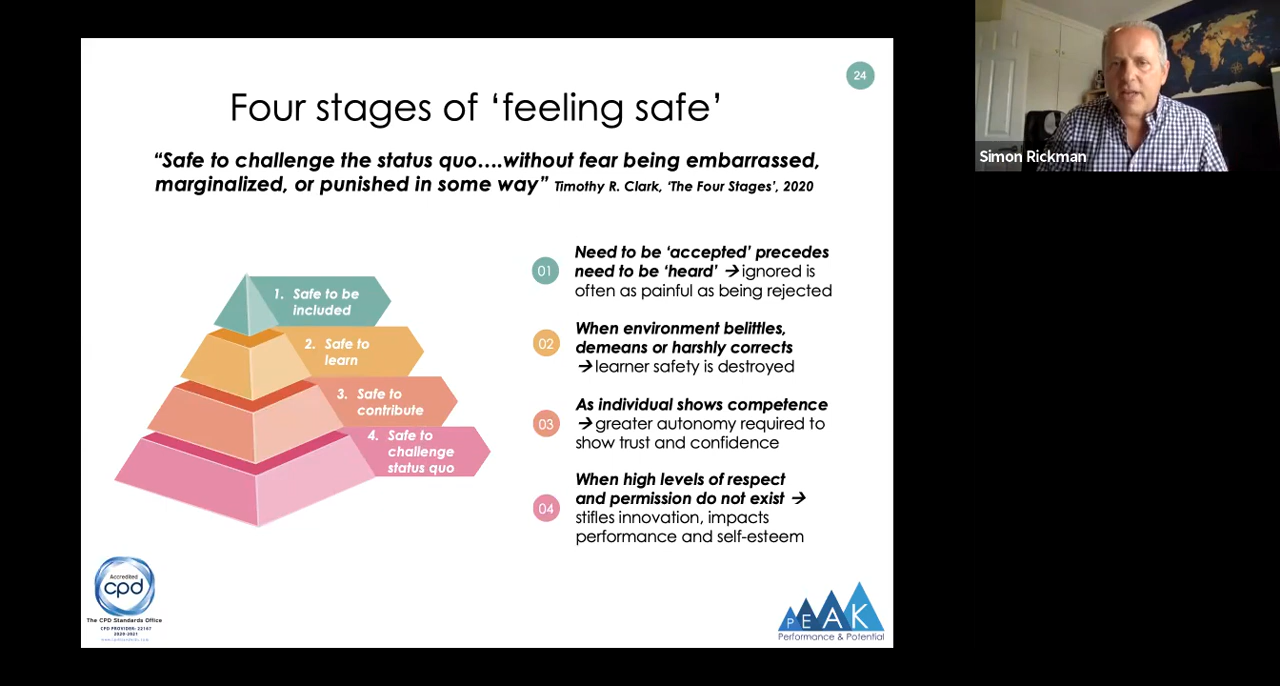 24
Four stages of ‘feeling safe’
“Safe to challenge the status quo….without fear being embarrassed,
marginalized, or punished in some way” Timothy R. Clark, ‘The Four Stages’, 2020
1. Safe to be
included
2. Safe to
learn
3. Safe to
contribute
4. Safe to
challenge
status quo
01
Need to be ‘accepted’ precedes
need to be ‘heard’ → ignored is
often as painful as being rejected
02
When environment belittles,
demeans or harshly corrects
→ learner safety is destroyed
03
As individual shows competence
→ greater autonomy required to
show trust and confidence
04
When high levels of respect
and permission do not exist →
stifles innovation, impacts
performance and self-esteem
Accredited
cpd
The CPD Standards Office
CPD PROVIDER: 22167
2020-2021
PEAK
Performance & Potential
Simon Rickman